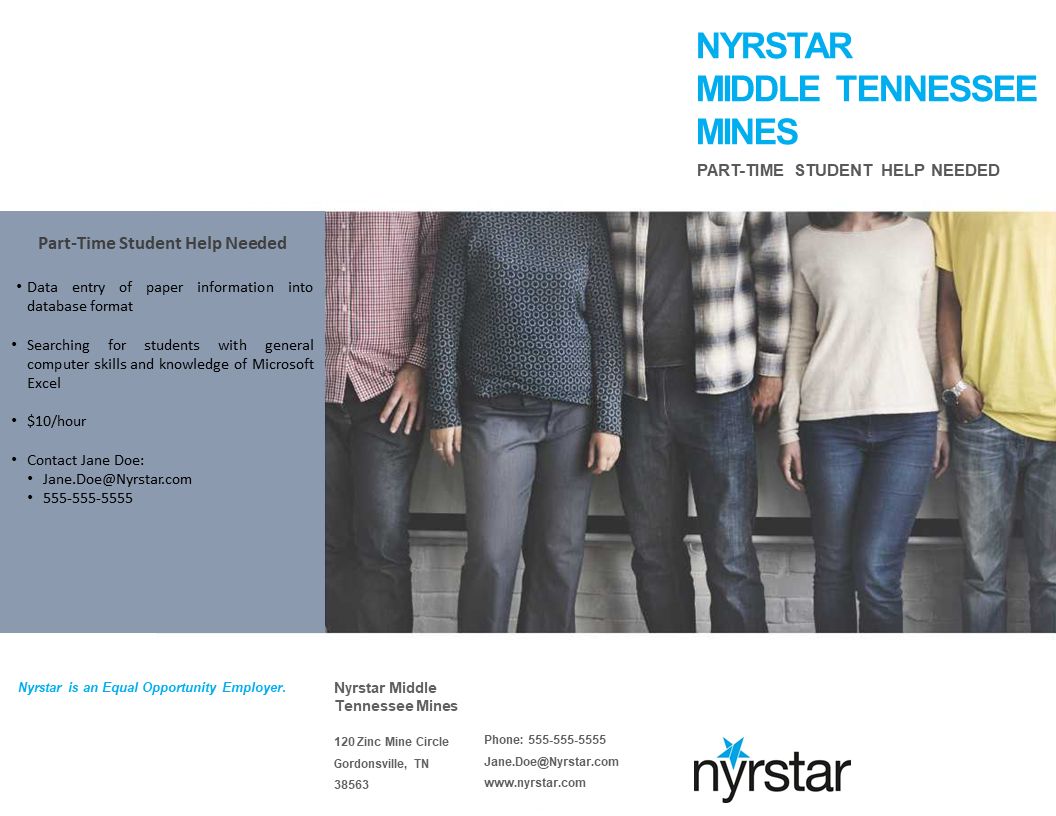 NYRSTAR
MIDDLE TENNESSEE
MINES
PART-TIME STUDENT HELP NEEDED
Part-Time Student Help Needed
• Data entry of paper information into
database format
• Searching for students with general
computer skills and knowledge of Microsoft
Excel
• $10/hour
• Contact Jane Doe:
• Jane.Doe@Nyrstar.com
• 555-555-5555
Nyrstar is an Equal Opportunity Employer.
Nyrstar Middle
Tennessee Mines
120 Zinc Mine Circle
Gordonsville, TN
38563
Phone: 555-555-5555
Jane.Doe@Nyrstar.com
www.nyrstar.com
nyrstar